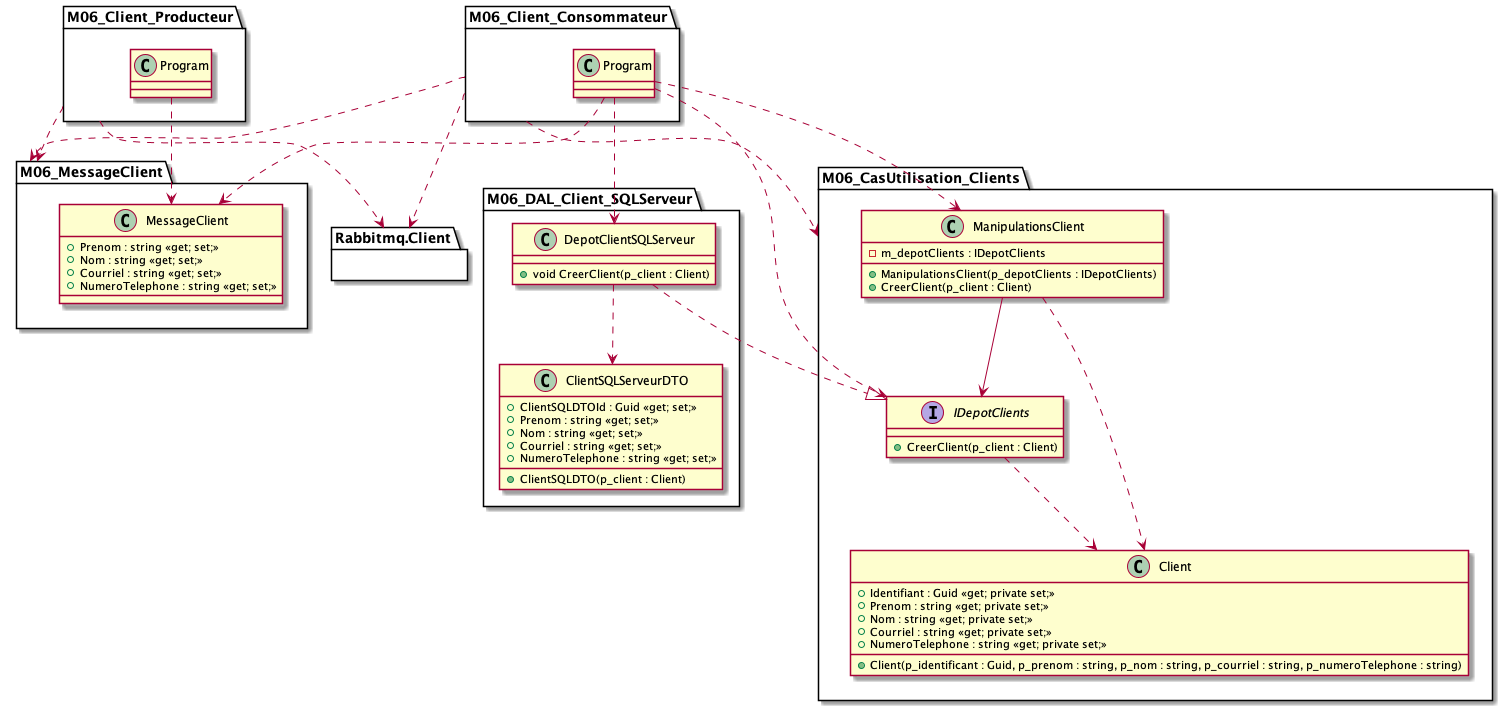 M06_Client_Producteur
C Program
M06_Client_Consommateur
C Program
M06_MessageClient
C MessageClient
Prenom : string «get; set;»
Nom : string «get; set;»
Courriel : string «get; set;»
NumeroTelephone : string «get; set;»
Rabbitmq.Client
M06_DAL_Client_SQLServeur
C DepotClientSQLServeur
void CreerClient(p_client : Client)
C ClientSQLServeurDTO
ClientSQLDTOId : Guid «get; set;»
Prenom : string «get; set;»
Nom : string «get; set;»
Courriel : string «get; set;»
NumeroTelephone : string «get; set;»
ClientSQLDTO(p_client : Client)
M06_CasUtilisation_Clients
C ManipulationsClient
m_depotClients : IDepotClients
ManipulationsClient(p_depotClients : IDepotClients)
CreerClient(p_client : Client)
I IDepotClients
CreerClient(p_client : Client)
C Client
Identifiant : Guid «get; private set;»
Prenom : string «get; private set;»
Nom : string «get; private set;»
Courriel : string «get; private set;»
NumeroTelephone : string «get; private set;»
Client(p_identificant : Guid, p_prenom : string, p_nom : string, p_courriel : string, p_numeroTelephone : string)